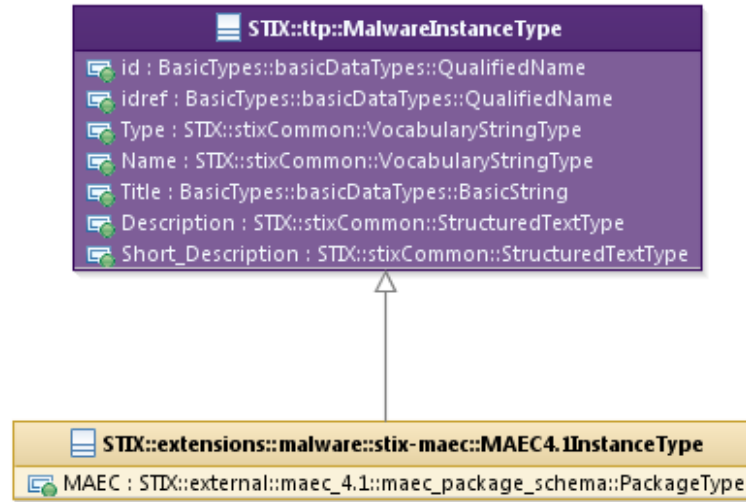 STIX::ttp::MalwareInstanceType
id : BasicTypes::basicDataTypes::QualifiedName
idref : BasicTypes::basicDataTypes::QualifiedName
Type : STIX::stixCommon::VocabularyStringType
Name : STIX::stixCommon::VocabularyStringType
Title : BasicTypes::basicDataTypes::BasicString
Description : STIX::stixCommon::StructuredTextType
Short_Description : STIX::stixCommon::StructuredTextType
STIX::extensions::malware::stix-maec::MAEC4.1InstanceType
MAEC : STIX::external::maec_4.1::maec_package_schema::PackageType